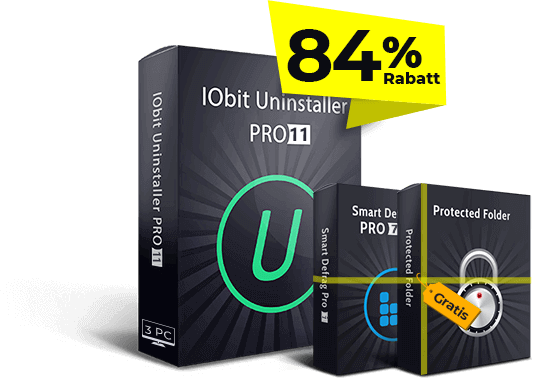 84%
Rabatt
IObit Uninstaller
PRO 11
IObit Uninstaller PRO 11
U
3 PC
Smart De
PRO 7
Smart Defrag Pro
Protected Folder
Protected Folder
Gratis